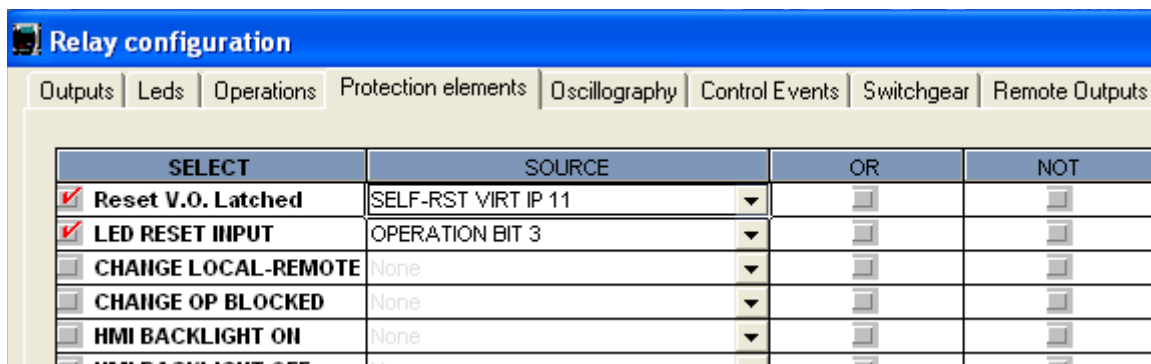 Relay configuration
Outputs Leds Operations Protection elements Oscillography Control Events Switchgear Remote Outputs
SELECT SOURCE OR NOT
Reset V.O. Latched SELF-RST VIRT IP 11
LED RESET INPUT OPERATION BIT 3
CHANGE LOCAL-REMOTE None
CHANGE OP BLOCKED None
HMI BACKLIGHT ON None